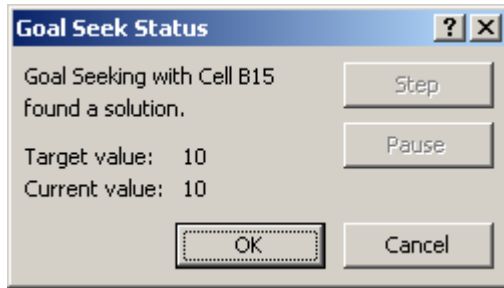 Goal Seek Status
Goal Seeking with Cell B15
found a solution.
Step
Pause
Target value: 10
Current value: 10
OK
Cancel